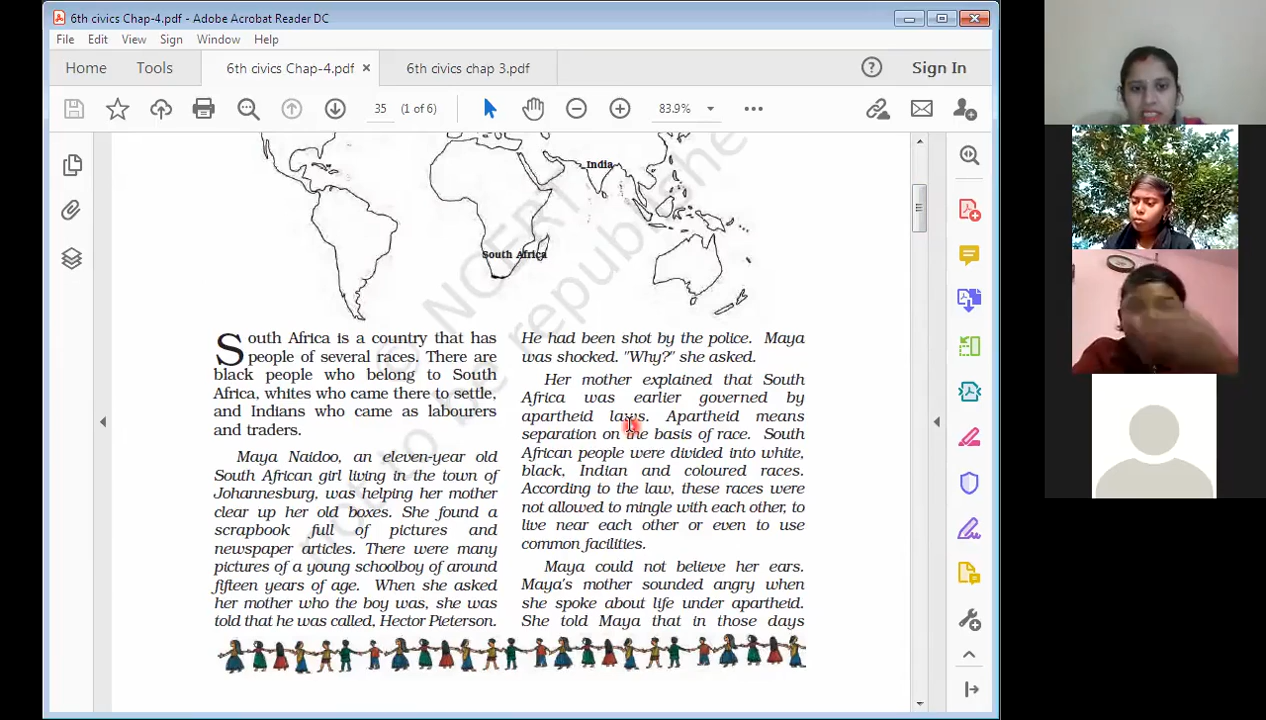 6th civics Chap-4.pdf - Adobe Acrobat Reader DC
File Edit View Sign Window Help
Home Tools 6th civics Chap-4.pdf × 6th civics chap 3.pdf Sign In
35 (1 of 6) 83.9%
India
South Africa
© NCERT
not to be republishe
South Africa is a country that has
people of several races. There are
black people who belong to South
Africa, whites who came there to settle,
and Indians who came as labourers
and traders.
Maya Naidoo, an eleven-year old
South African girl living in the town of
Johannesburg, was helping her mother
clear up her old boxes. She found a
scrapbook full of pictures and
newspaper articles. There were many
pictures of a young schoolboy of around
fifteen years of age. When she asked
her mother who the boy was, she was
told that he was called, Hector Pieterson.
He had been shot by the police. Maya
was shocked. "Why?" she asked.
Her mother explained that South
Africa was earlier governed by
apartheid laws. Apartheid means
separation on the basis of race. South
African people were divided into white,
black, Indian and coloured races.
According to the law, these races were
not allowed to mingle with each other, to
live near each other or even to use
common facilities.
Maya could not believe her ears.
Maya's mother sounded angry when
she spoke about life under apartheid.
She told Maya that in those days